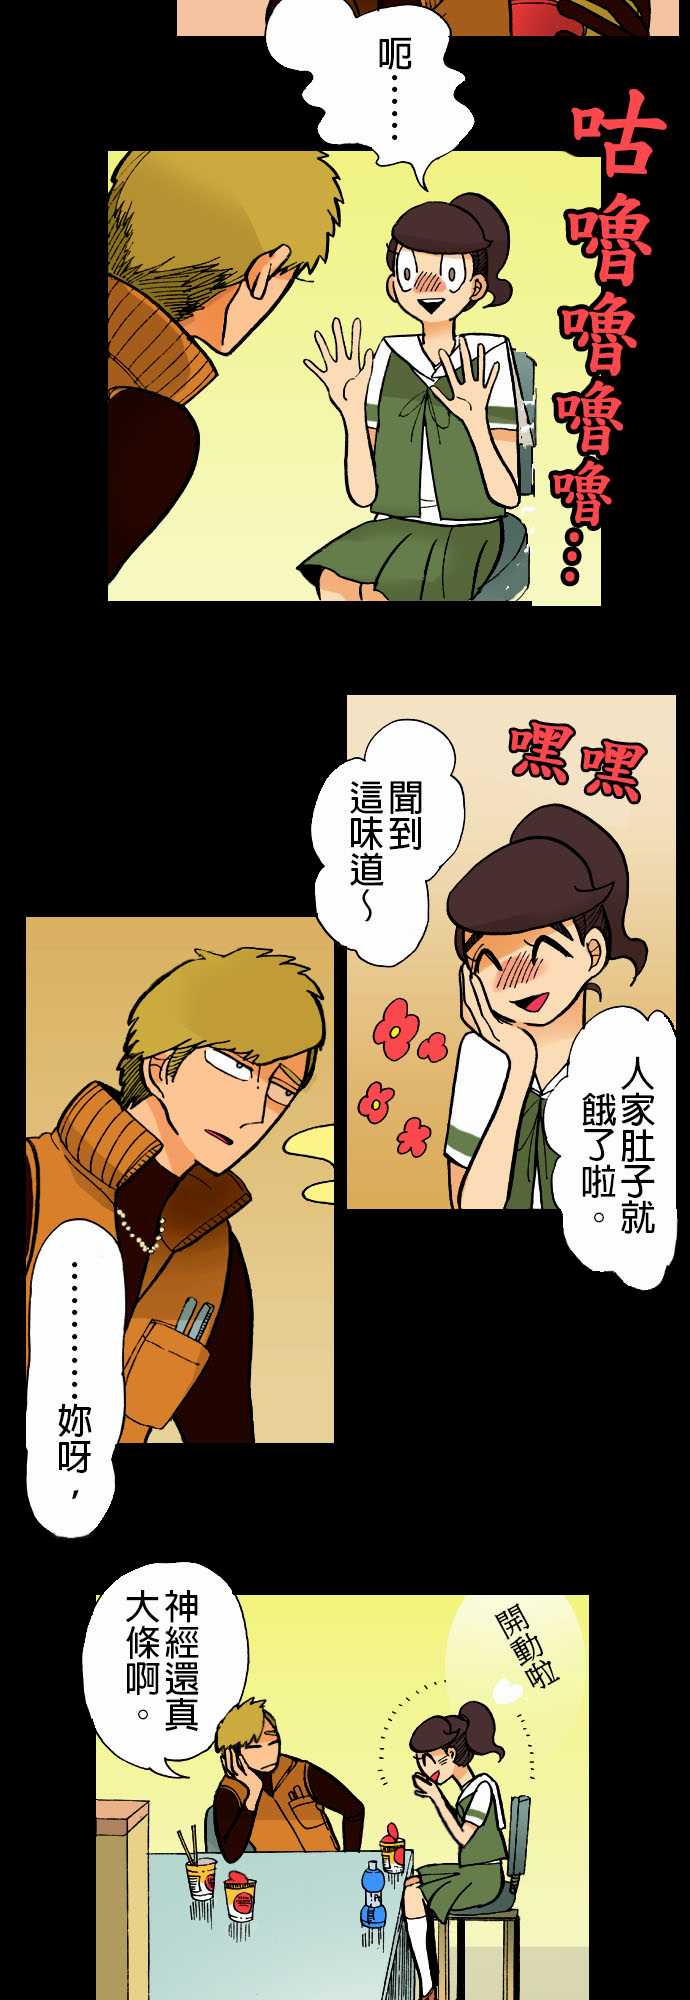 呃……
咕嚕嚕嚕嚕…
嘿嘿
聞到
這味道～
人家肚子就
餓了啦。
…………妳呀，
神經還真
大條啊。
開動啦